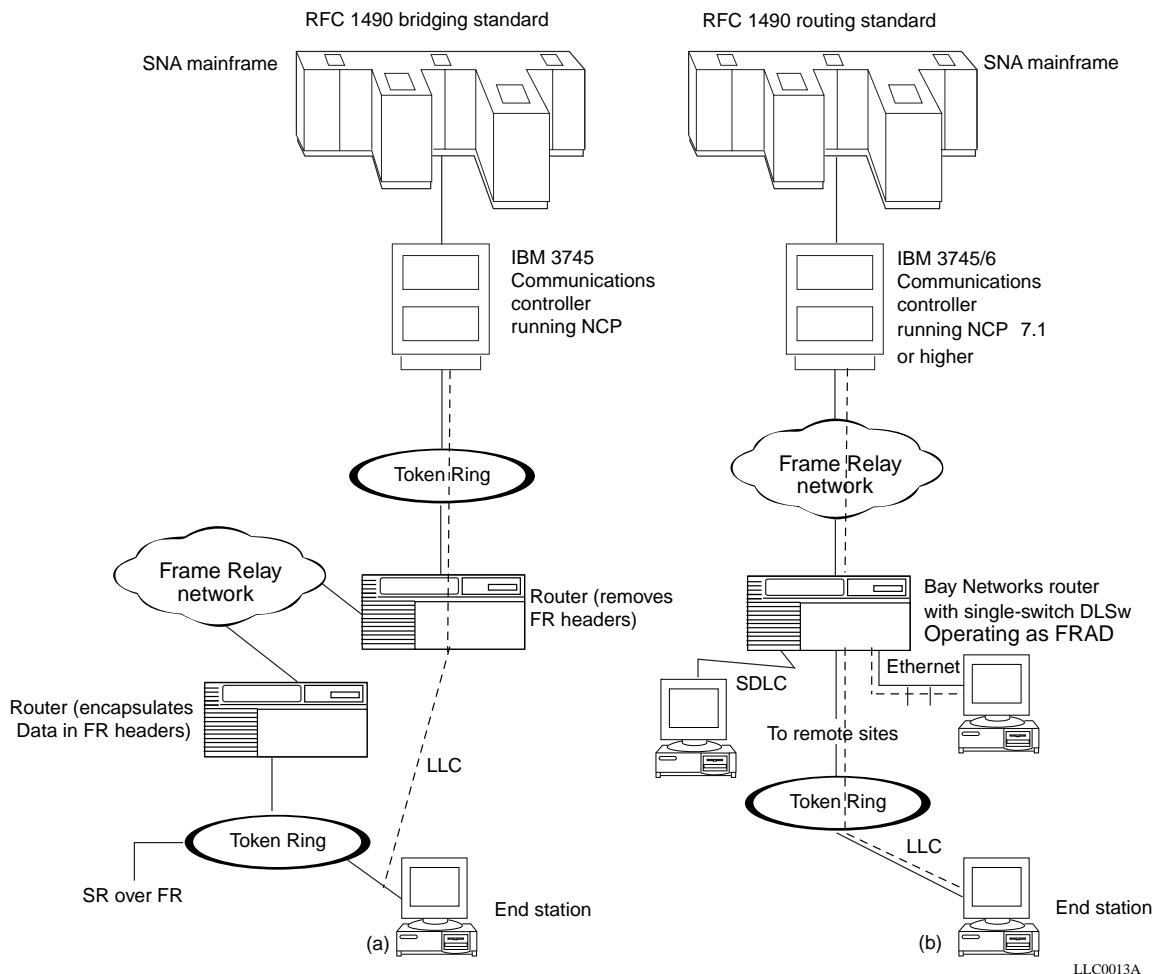 RFC 1490 bridging standard
RFC 1490 routing standard
SNA mainframe
SNA mainframe
IBM 3745
Communications
controller
running NCP
IBM 3745/6
Communications
controller
running NCP 7.1
or higher
Token Ring
Frame Relay
network
Frame Relay
network
Router (removes
FR headers)
Bay Networks router
with single-switch DLSw
Operating as FRAD
Router (encapsulates
Data in FR headers)
SDLC
Ethernet
To remote sites
LLC
Token Ring
Token Ring
LLC
SR over FR
End station
End station
(a)
(b)
LLC0013A